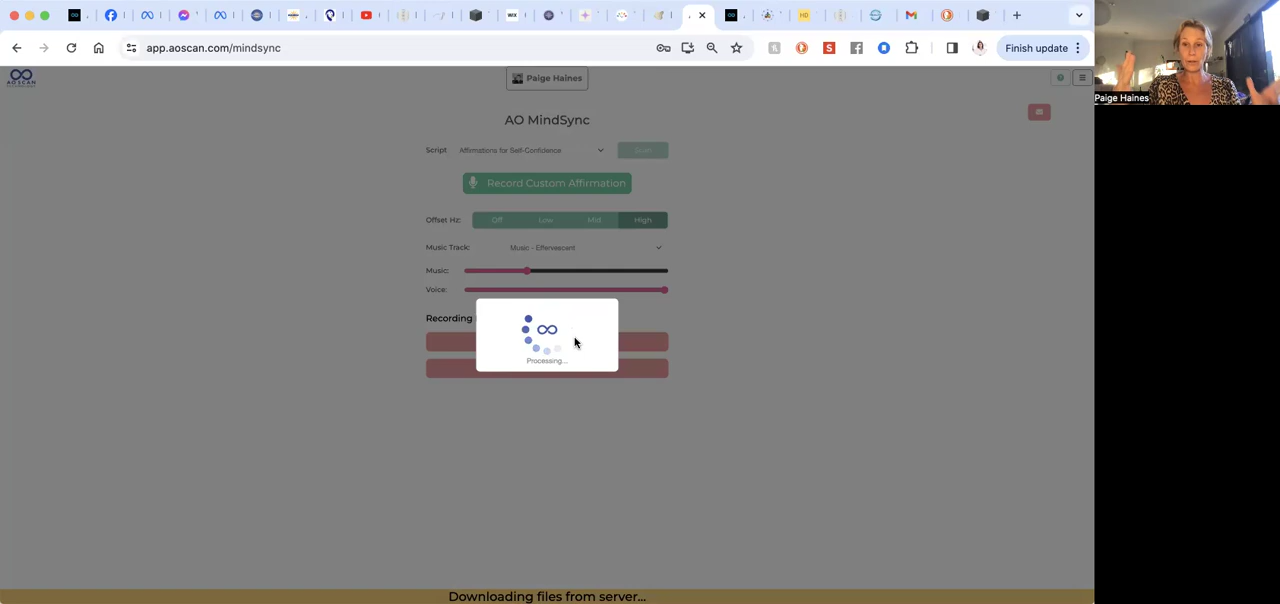 app.aoscan.com/mindsync
Finish update
Paige Haines
AO SCAN
Paige Haines
AO MindSync
Script Affirmations for Self-Confidence
Record Custom Affirmation
Offset Hz: Off Low Mid High
Music Track: Music - Effervescent
Music:
Voice:
Recording
Processing...
Downloading files from server...